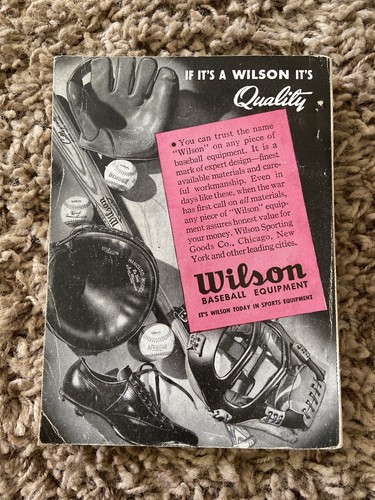 IF IT'S A WILSON IT'S
Quality
• You can trust the name
"Wilson" on any piece of
baseball equipment. It is a
mark of expert design—finest
available materials and care-
ful workmanship. Even in
days like these, when the war
has first call on all materials,
any piece of "Wilson" equip-
ment assures honest value for
your money. Wilson Sporting
Goods Co., Chicago, New
York and other leading cities.
Wilson
BASEBALL EQUIPMENT
IT'S WILSON TODAY IN SPORTS EQUIPMENT